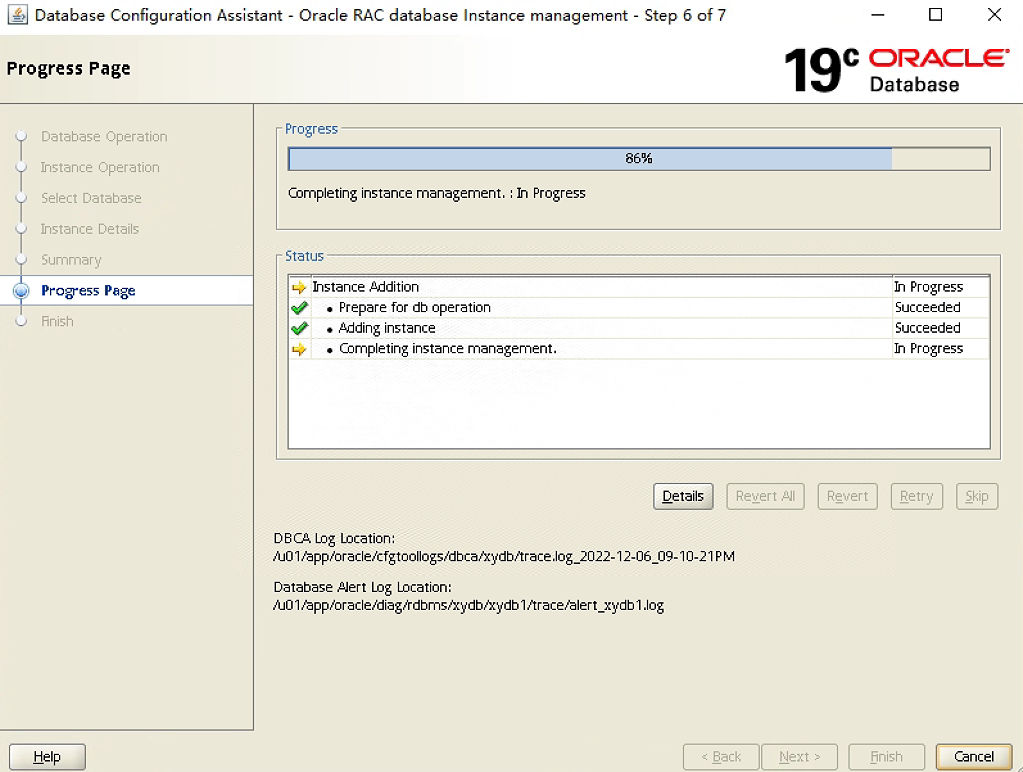 Database Configuration Assistant - Oracle RAC database Instance management - Step 6 of 7
Progress Page
19c ORACLE
Database
Database Operation
Instance Operation
Select Database
Instance Details
Summary
Progress Page
Finish
Progress
86%
Completing instance management. : In Progress
Status
Instance Addition In Progress
• Prepare for db operation Succeeded
• Adding instance Succeeded
• Completing instance management. In Progress
Details Revert All Revert Retry Skip
DBCA Log Location:
/u01/app/oracle/cfgtoollogs/dbca/xydb/trace.log_2022-12-06_09-10-21PM
Database Alert Log Location:
/u01/app/oracle/diag/rdbms/xydb/xydb1/trace/alert_xydb1.log
Help < Back Next > Finish Cancel